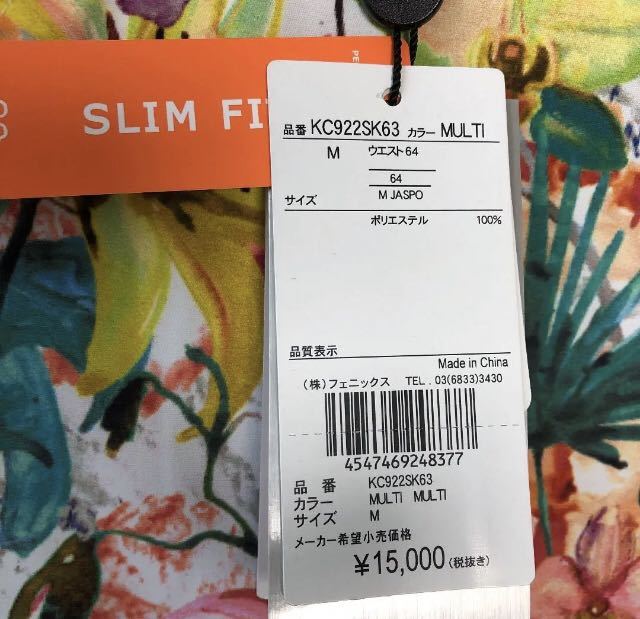 SLIM FI
品番 KC922SK63 カラー MULTI
M ウエスト64
64
サイズ M JASPO
ポリエステル 100%
品質表示
Made in China
(株)フェニックス TEL. 03(6833)3430
4547469248377
品番 KC922SK63
カラー MULTI MULTI
サイズ M
メーカー希望小売価格
¥15,000(税抜き)